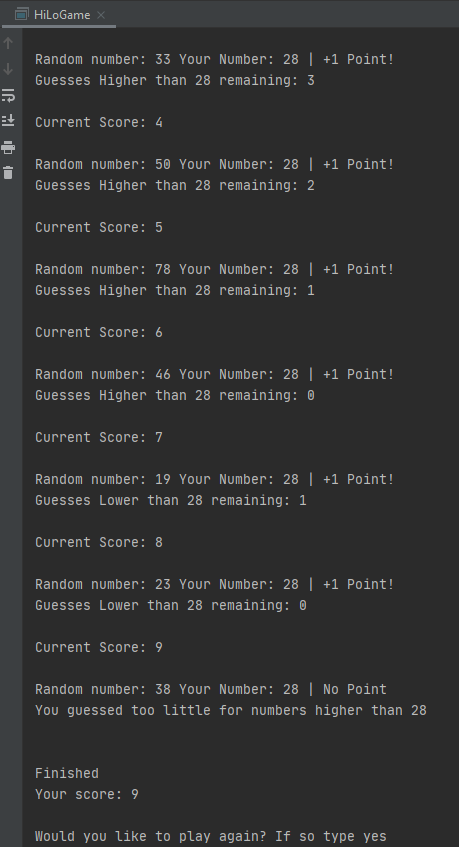 HiLoGame
Random number: 33 Your Number: 28 | +1 Point!
Guesses Higher than 28 remaining: 3
Current Score: 4
Random number: 50 Your Number: 28 | +1 Point!
Guesses Higher than 28 remaining: 2
Current Score: 5
Random number: 78 Your Number: 28 | +1 Point!
Guesses Higher than 28 remaining: 1
Current Score: 6
Random number: 46 Your Number: 28 | +1 Point!
Guesses Higher than 28 remaining: 0
Current Score: 7
Random number: 19 Your Number: 28 | +1 Point!
Guesses Lower than 28 remaining: 1
Current Score: 8
Random number: 23 Your Number: 28 | +1 Point!
Guesses Lower than 28 remaining: 0
Current Score: 9
Random number: 38 Your Number: 28 | No Point
You guessed too little for numbers higher than 28
Finished
Your score: 9
Would you like to play again? If so type yes